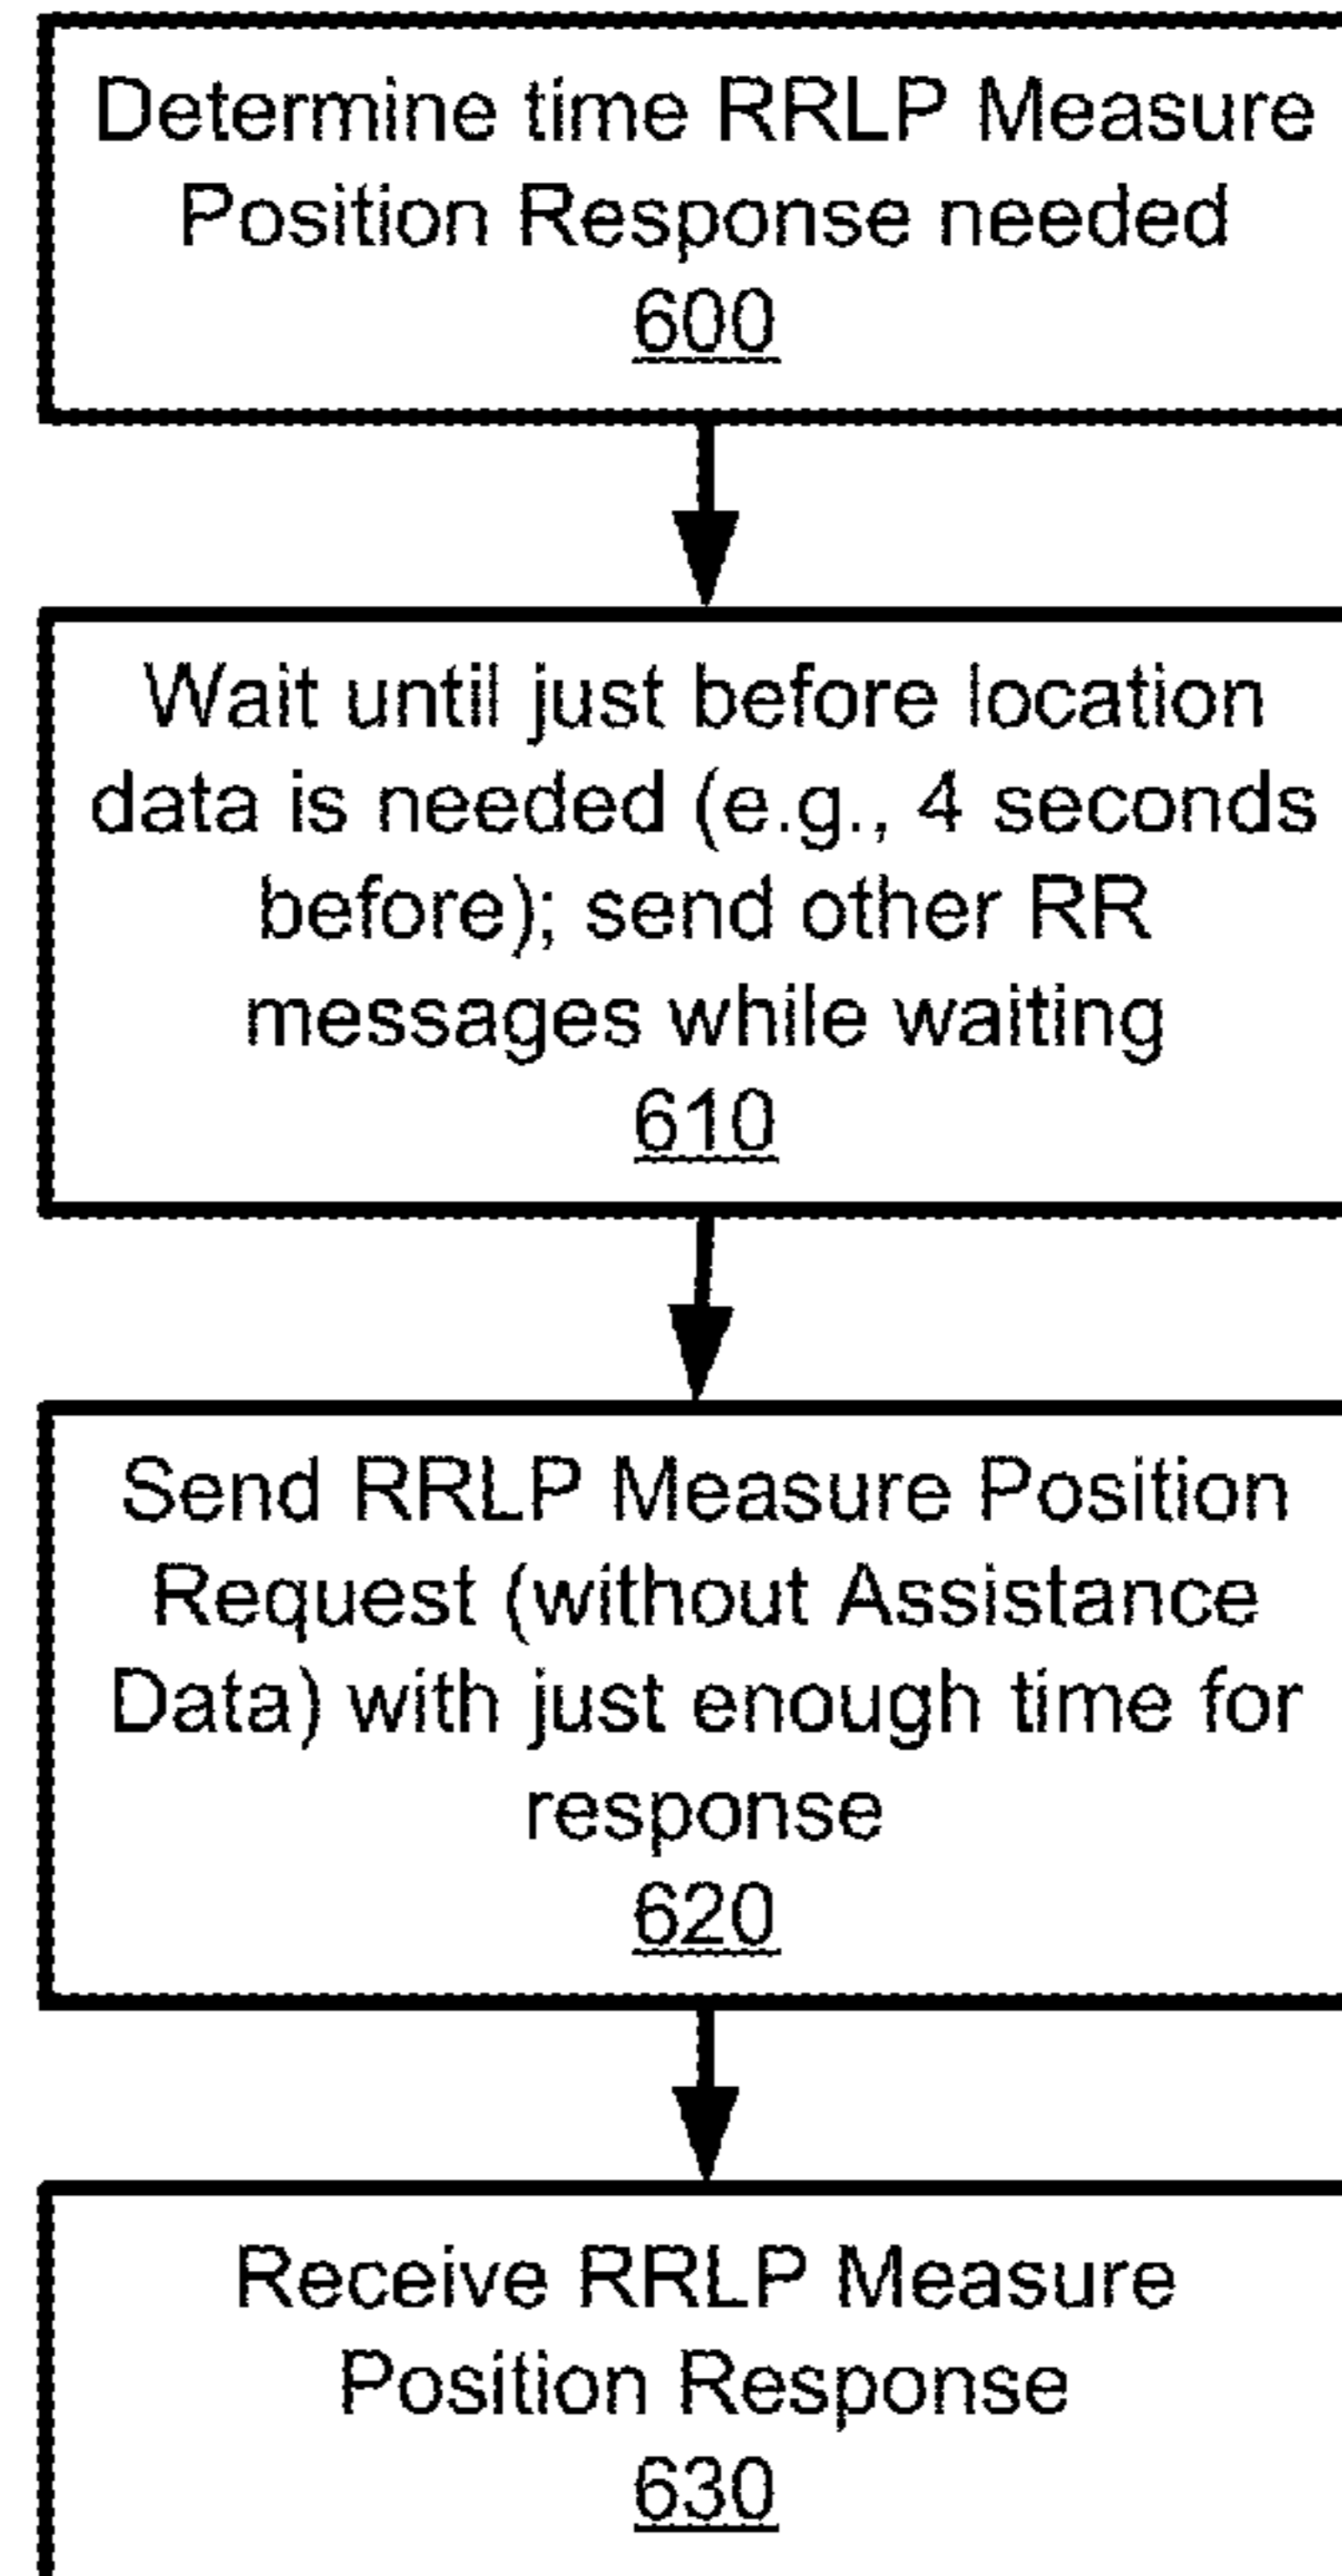 Determine time RRLP Measure
Position Response needed
600
Wait until just before location
data is needed (e.g., 4 seconds
before); send other RR
messages while waiting
610
Send RRLP Measure Position
Request (without Assistance
Data) with just enough time for
response
620
Receive RRLP Measure
Position Response
630